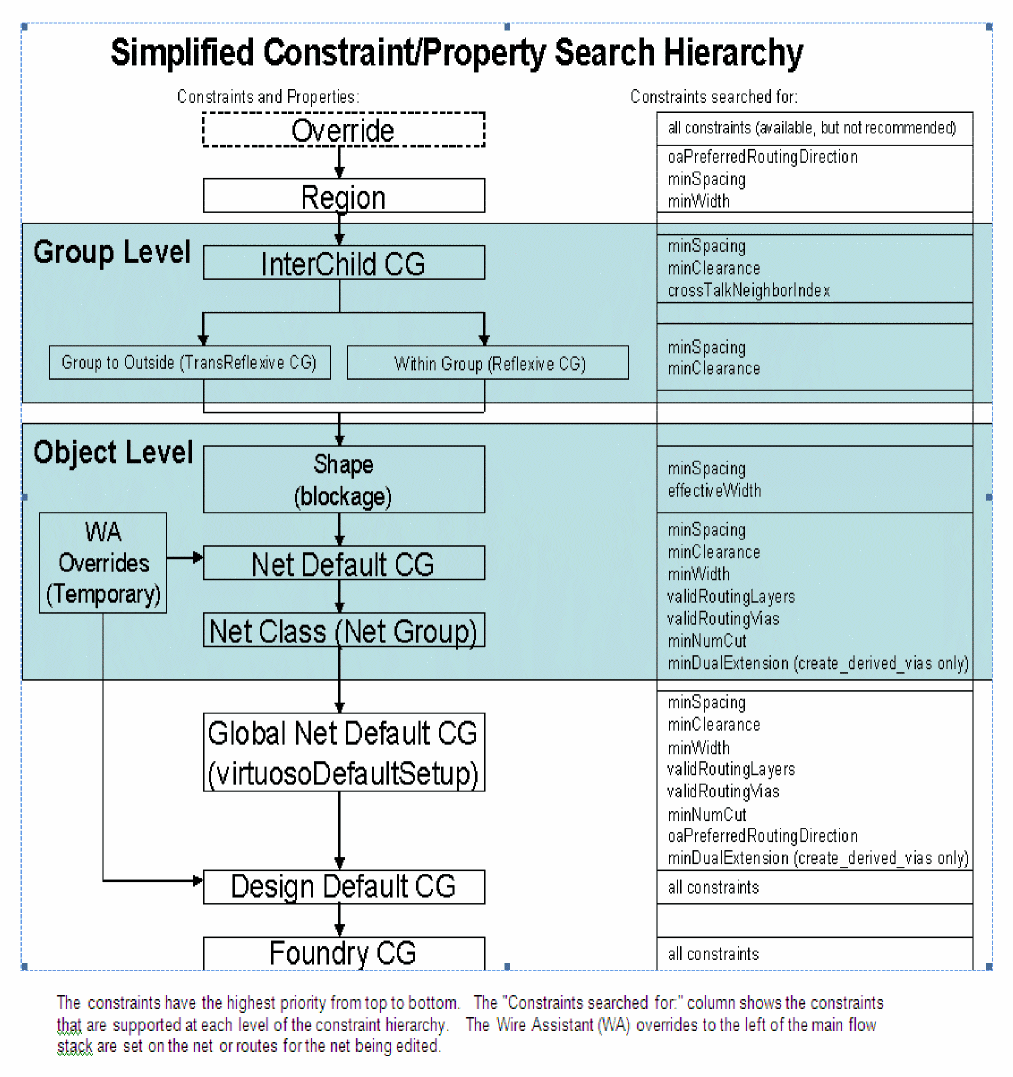 Simplified Constraint/Property Search Hierarchy
Constraints and Properties:
Constraints searched for:
Override
all constraints (available, but not recommended)
Region
oaPreferredRoutingDirection
minSpacing
minWidth
Group Level
InterChild CG
minSpacing
minClearance
crossTalkNeighborIndex
Group to Outside (TransReflexive CG)
Within Group (Reflexive CG)
minSpacing
minClearance
Object Level
Shape
(blockage)
minSpacing
effectiveWidth
WA
Overrides
(Temporary)
Net Default CG
Net Class (Net Group)
minSpacing
minClearance
minWidth
validRoutingLayers
validRoutingVias
minNumCut
minDualExtension (create_derived_vias only)
Global Net Default CG
(virtuosoDefaultSetup)
minSpacing
minClearance
minWidth
validRoutingLayers
validRoutingVias
minNumCut
oaPreferredRoutingDirection
minDualExtension (create_derived_vias only)
Design Default CG
all constraints
Foundry CG
all constraints
The constraints have the highest priority from top to bottom. The "Constraints searched for:" column shows the constraints
that are supported at each level of the constraint hierarchy. The Wire Assistant (WA) overrides to the left of the main flow
stack are set on the net or routes for the net being edited.